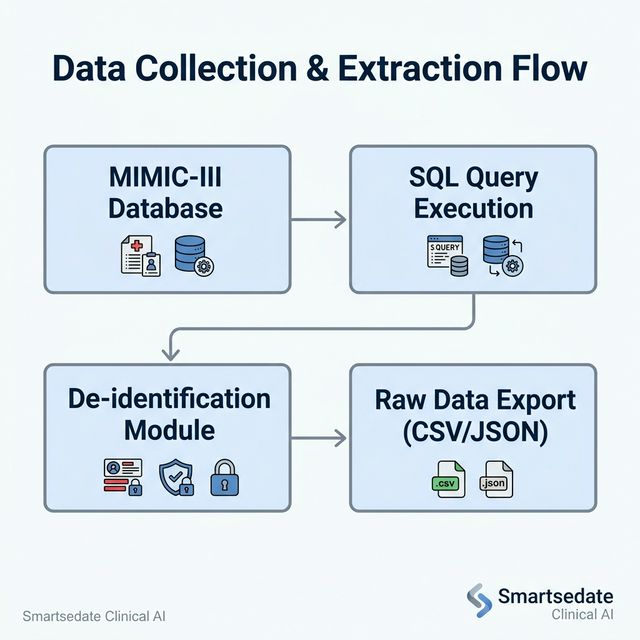 Data Collection & Extraction Flow
MIMIC-III
Database
SQL Query
Execution
SQUERY
De-identification
Module
Raw Data Export
(CSV/JSON)
.csv
.json
Smartsedate Clinical AI
Smartsedate
Clinical AI